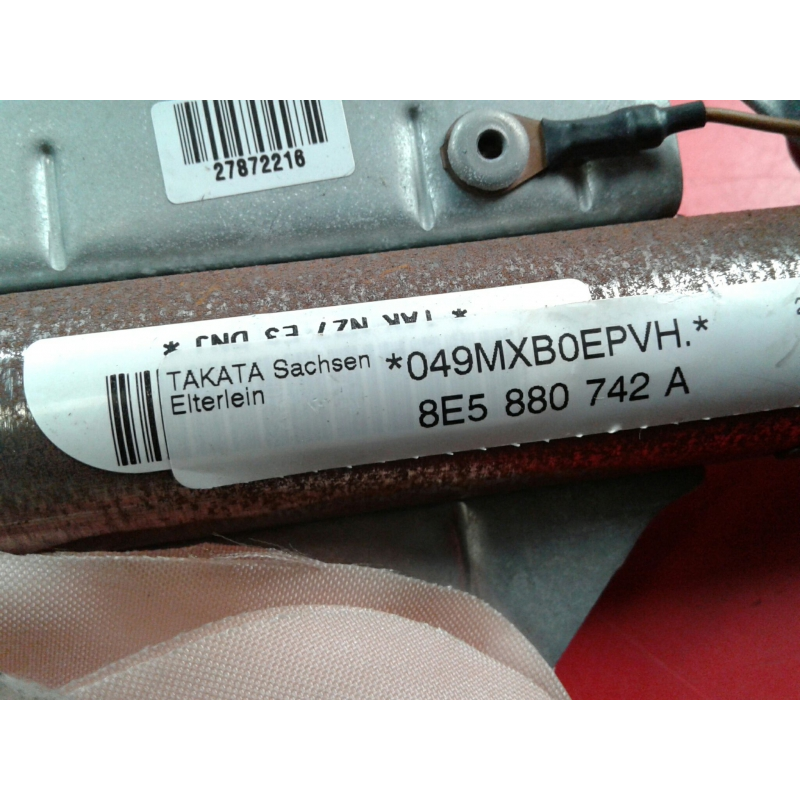 27872216
TAKATA Sachsen
Elterlein
*049MXB0EPVH.*
8E5 880 742 A